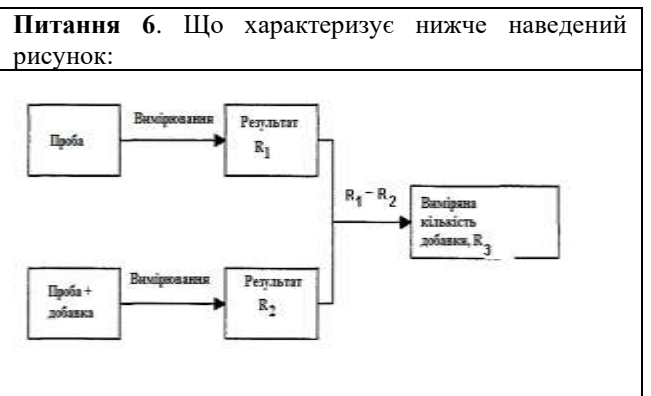 Питання 6. Що характеризує нижче наведений
рисунок:
Проба
Вимірювання
Результат
R1
R1 – R2
Виміряна
кількість
добавки, R3
Проба +
добавка
Вимірювання
Результат
R2